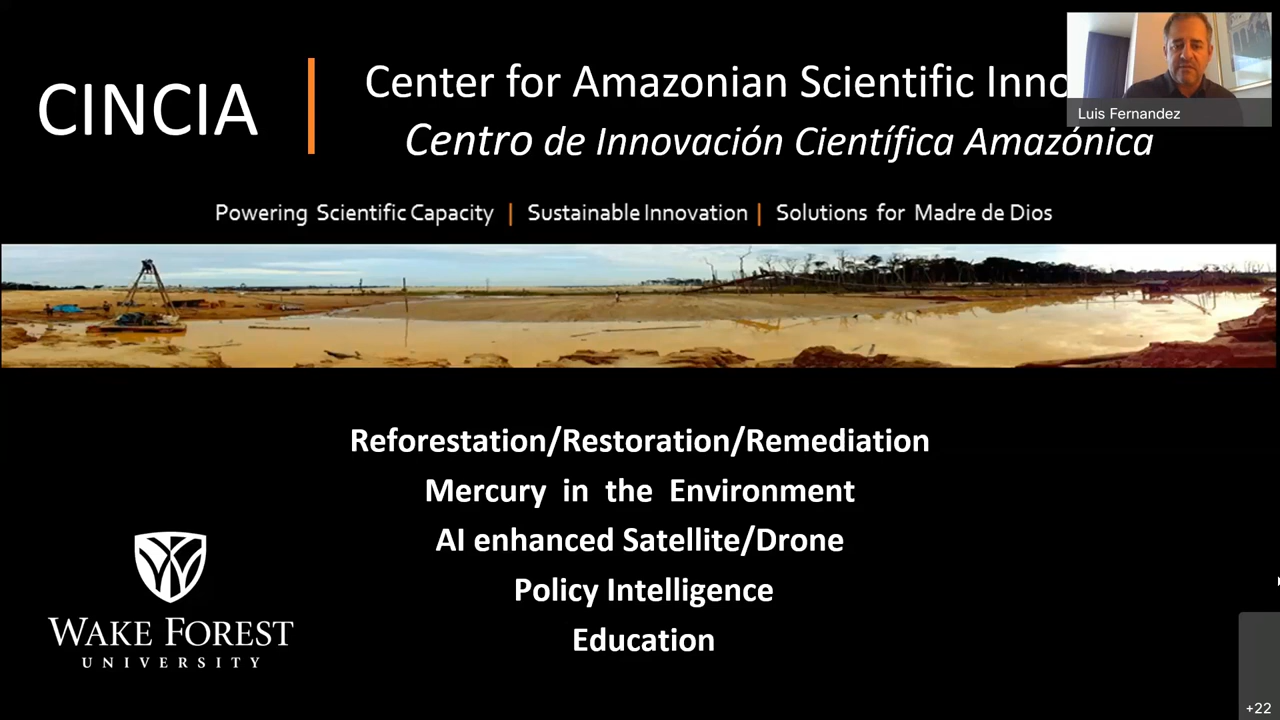 CINCIA
Center for Amazonian Scientific Inno
Centro de Innovación Científica Amazónica
Luis Fernandez
Powering Scientific Capacity | Sustainable Innovation | Solutions for Madre de Dios
Reforestation/Restoration/Remediation
Mercury in the Environment
AI enhanced Satellite/Drone
Policy Intelligence
Education
WAKE FOREST
UNIVERSITY
+22